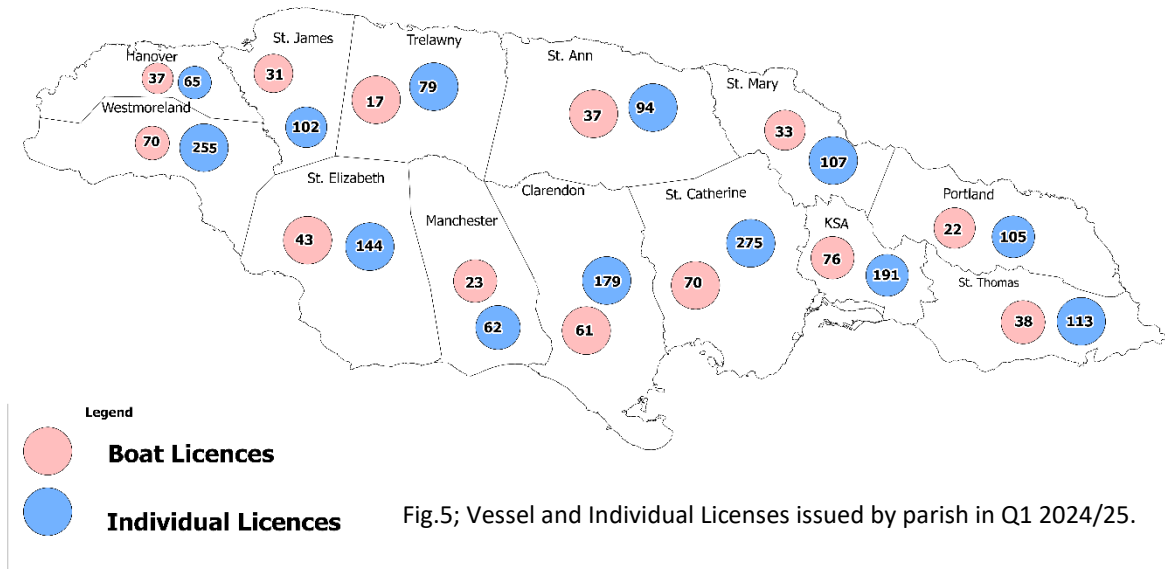 St. James
Trelawny
St. Ann
Hanover
37
65
31
17
79
37
94
St. Mary
33
Westmoreland
70
255
102
107
St. Elizabeth
Clarendon
St. Catherine
Portland
43
144
Manchester
23
62
179
61
275
70
KSA
76
191
22
105
St. Thomas
38
113
Legend
Boat Licences
Individual Licences
Fig.5; Vessel and Individual Licenses issued by parish in Q1 2024/25.